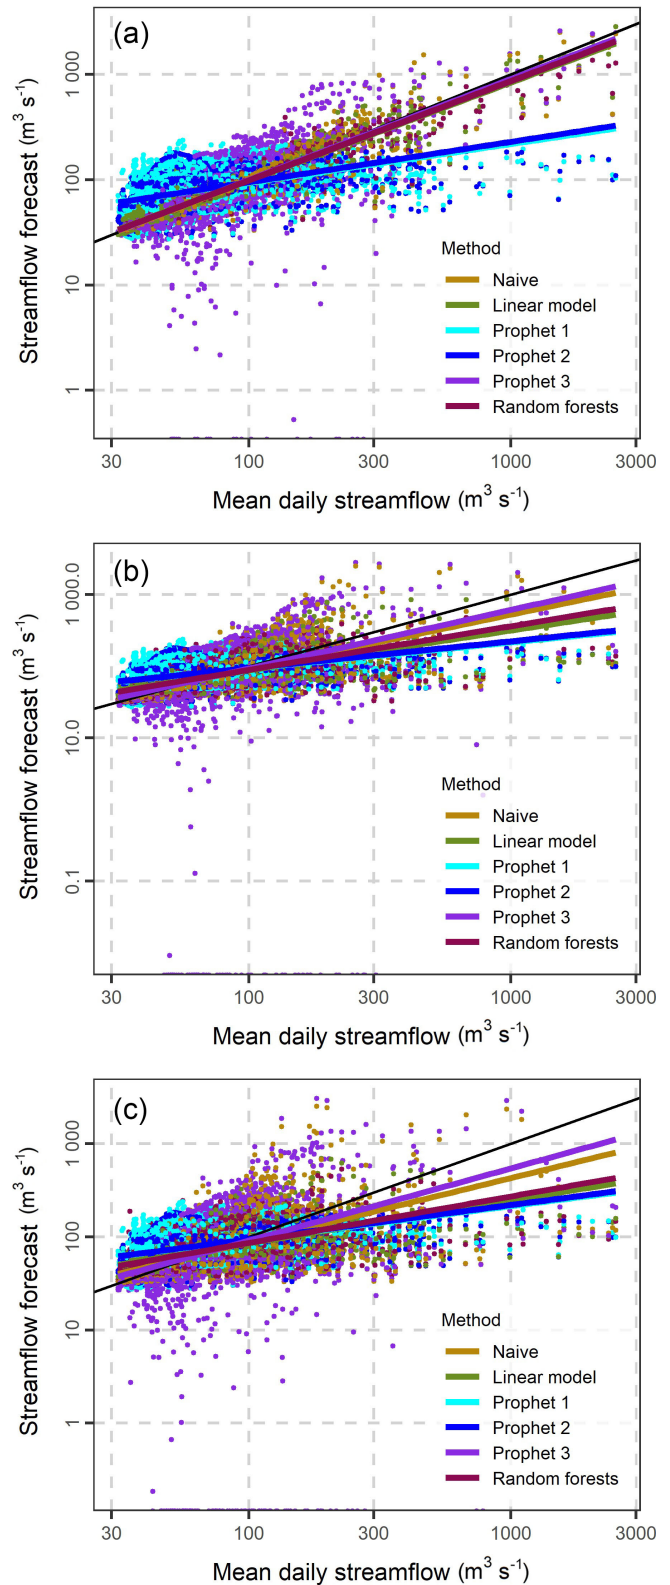 (a)
1 000
100
10
1
Streamflow forecast (m³ s⁻¹)
Method
Naive
Linear model
Prophet 1
Prophet 2
Prophet 3
Random forests
30 100 300 1000 3000
Mean daily streamflow (m³ s⁻¹)
(b)
1 000.0
10.0
0.1
Streamflow forecast (m³ s⁻¹)
Method
Naive
Linear model
Prophet 1
Prophet 2
Prophet 3
Random forests
30 100 300 1000 3000
Mean daily streamflow (m³ s⁻¹)
(c)
1 000
100
10
1
Streamflow forecast (m³ s⁻¹)
Method
Naive
Linear model
Prophet 1
Prophet 2
Prophet 3
Random forests
30 100 300 1000 3000
Mean daily streamflow (m³ s⁻¹)